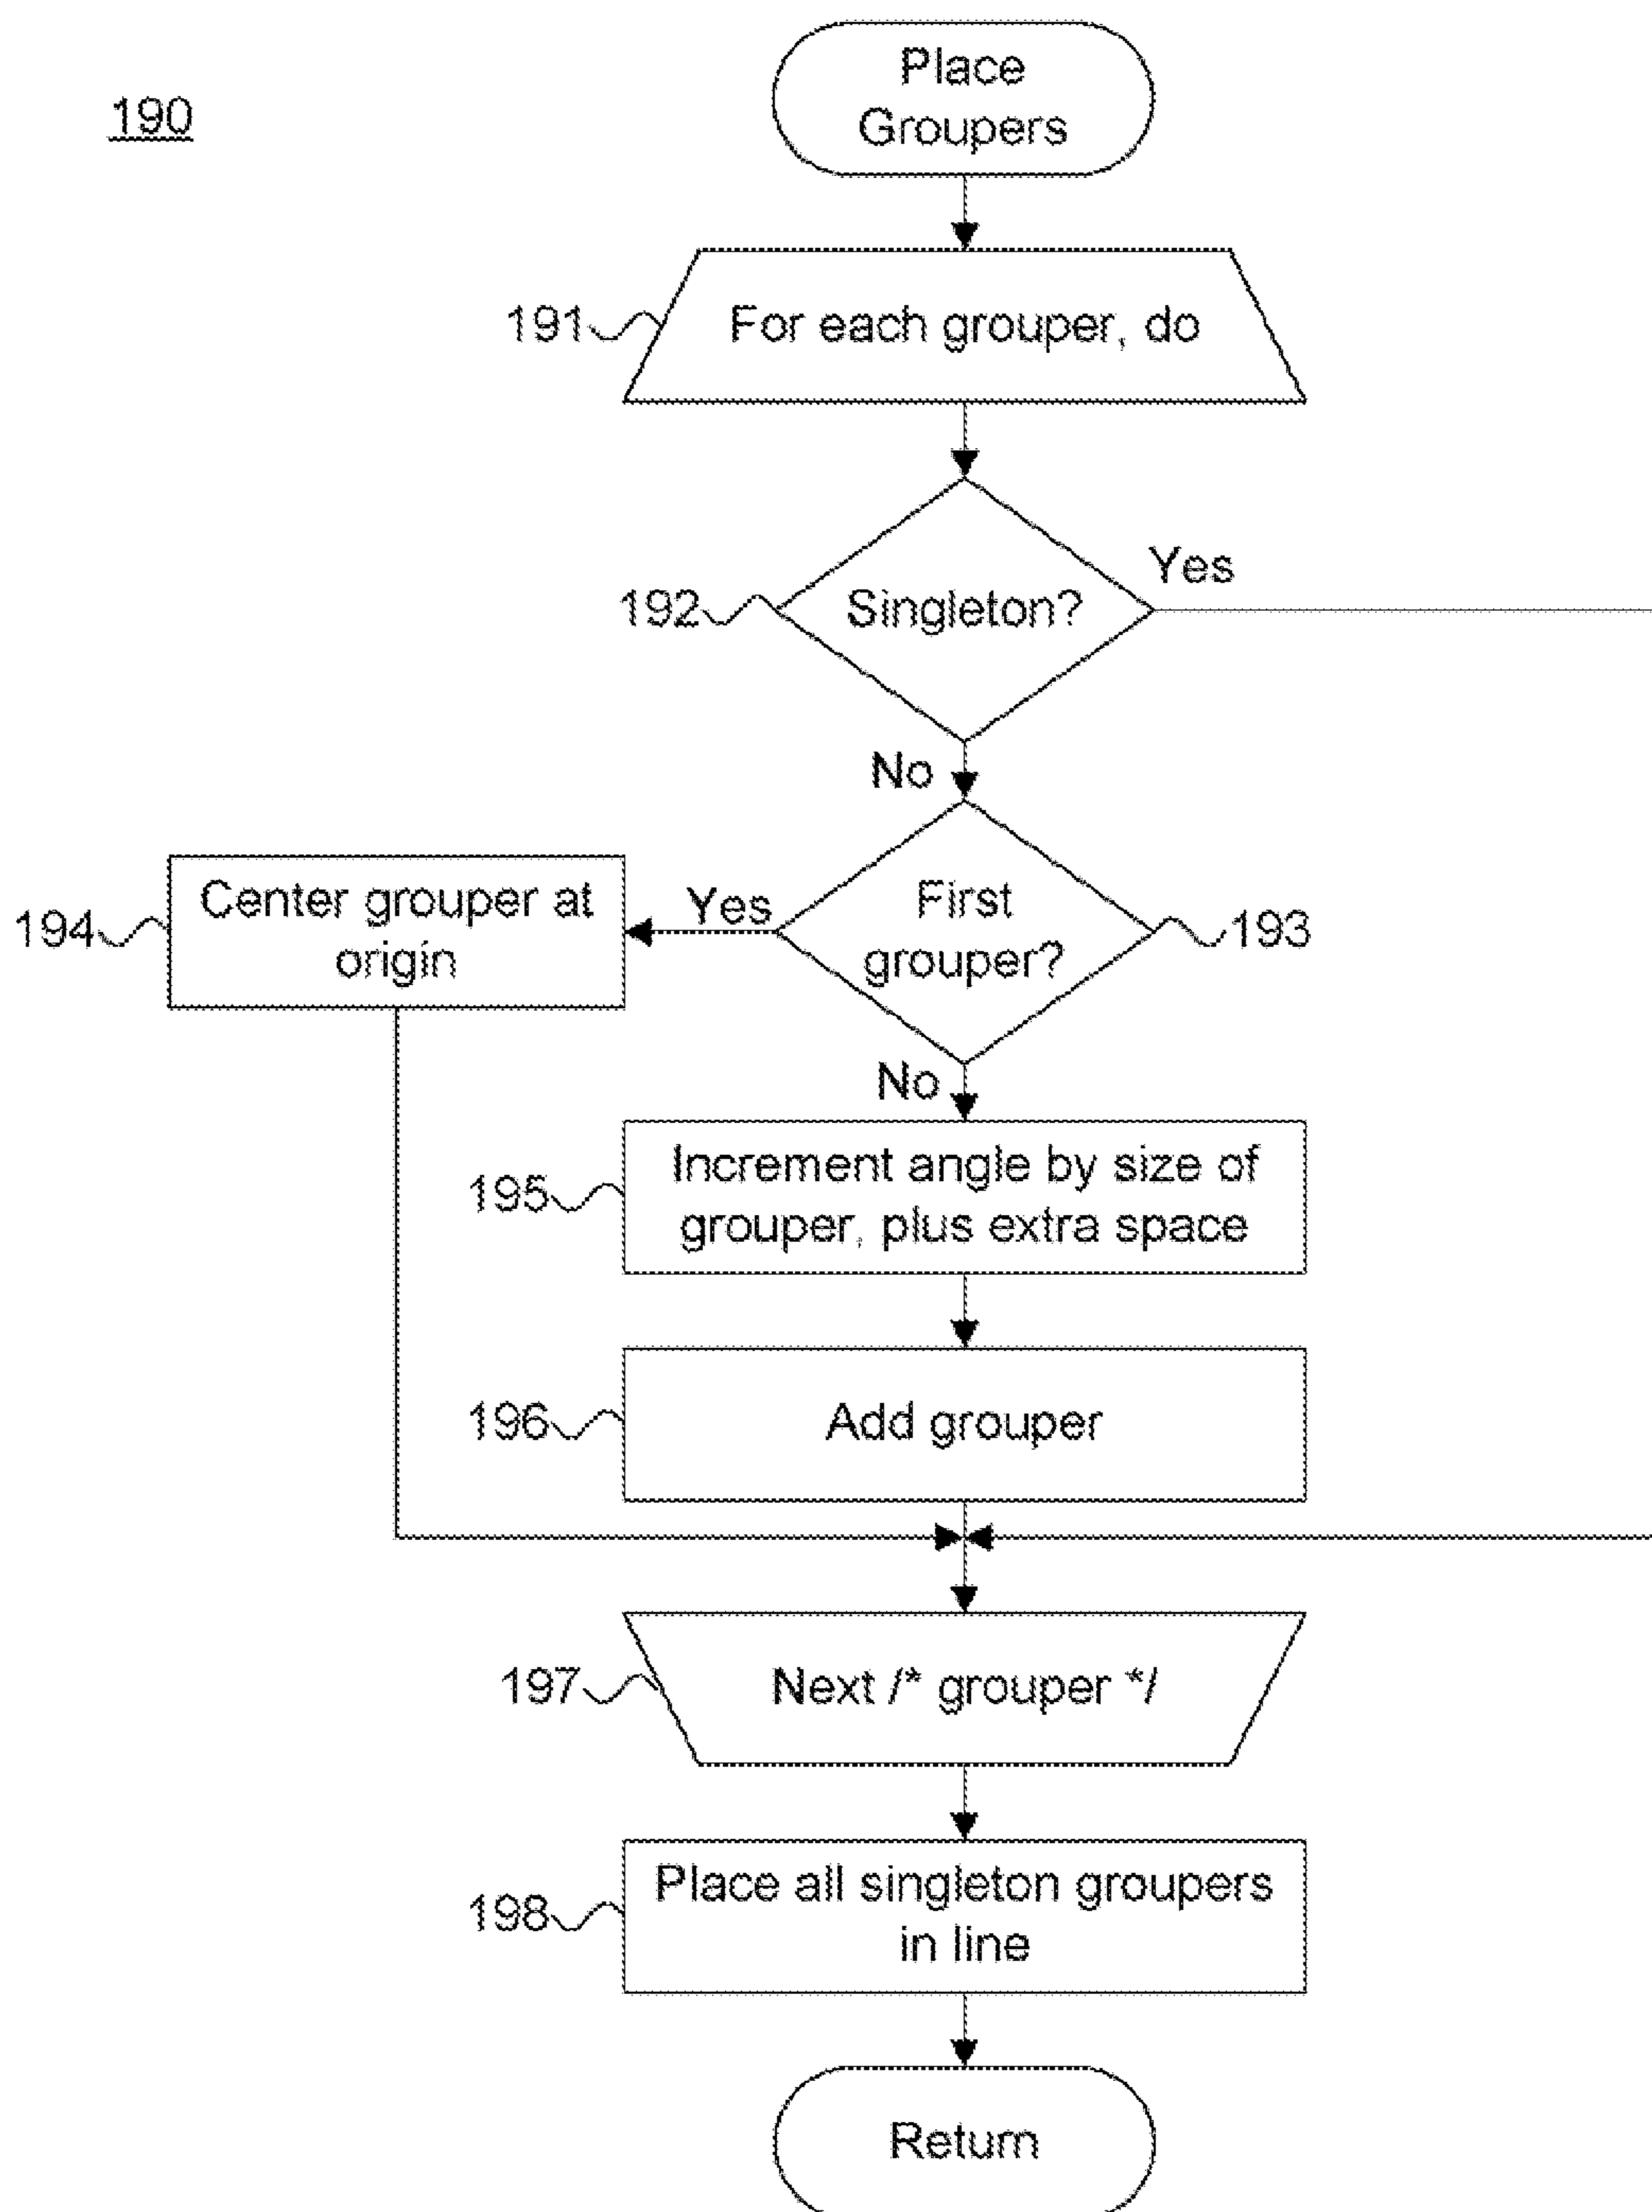 190
Place
Groupers
191
For each grouper, do
192
Singleton?
Yes
No
194
Center grouper at
origin
Yes
First
grouper?
193
No
195
Increment angle by size of
grouper, plus extra space
196
Add grouper
197
Next /* grouper */
198
Place all singleton groupers
in line
Return